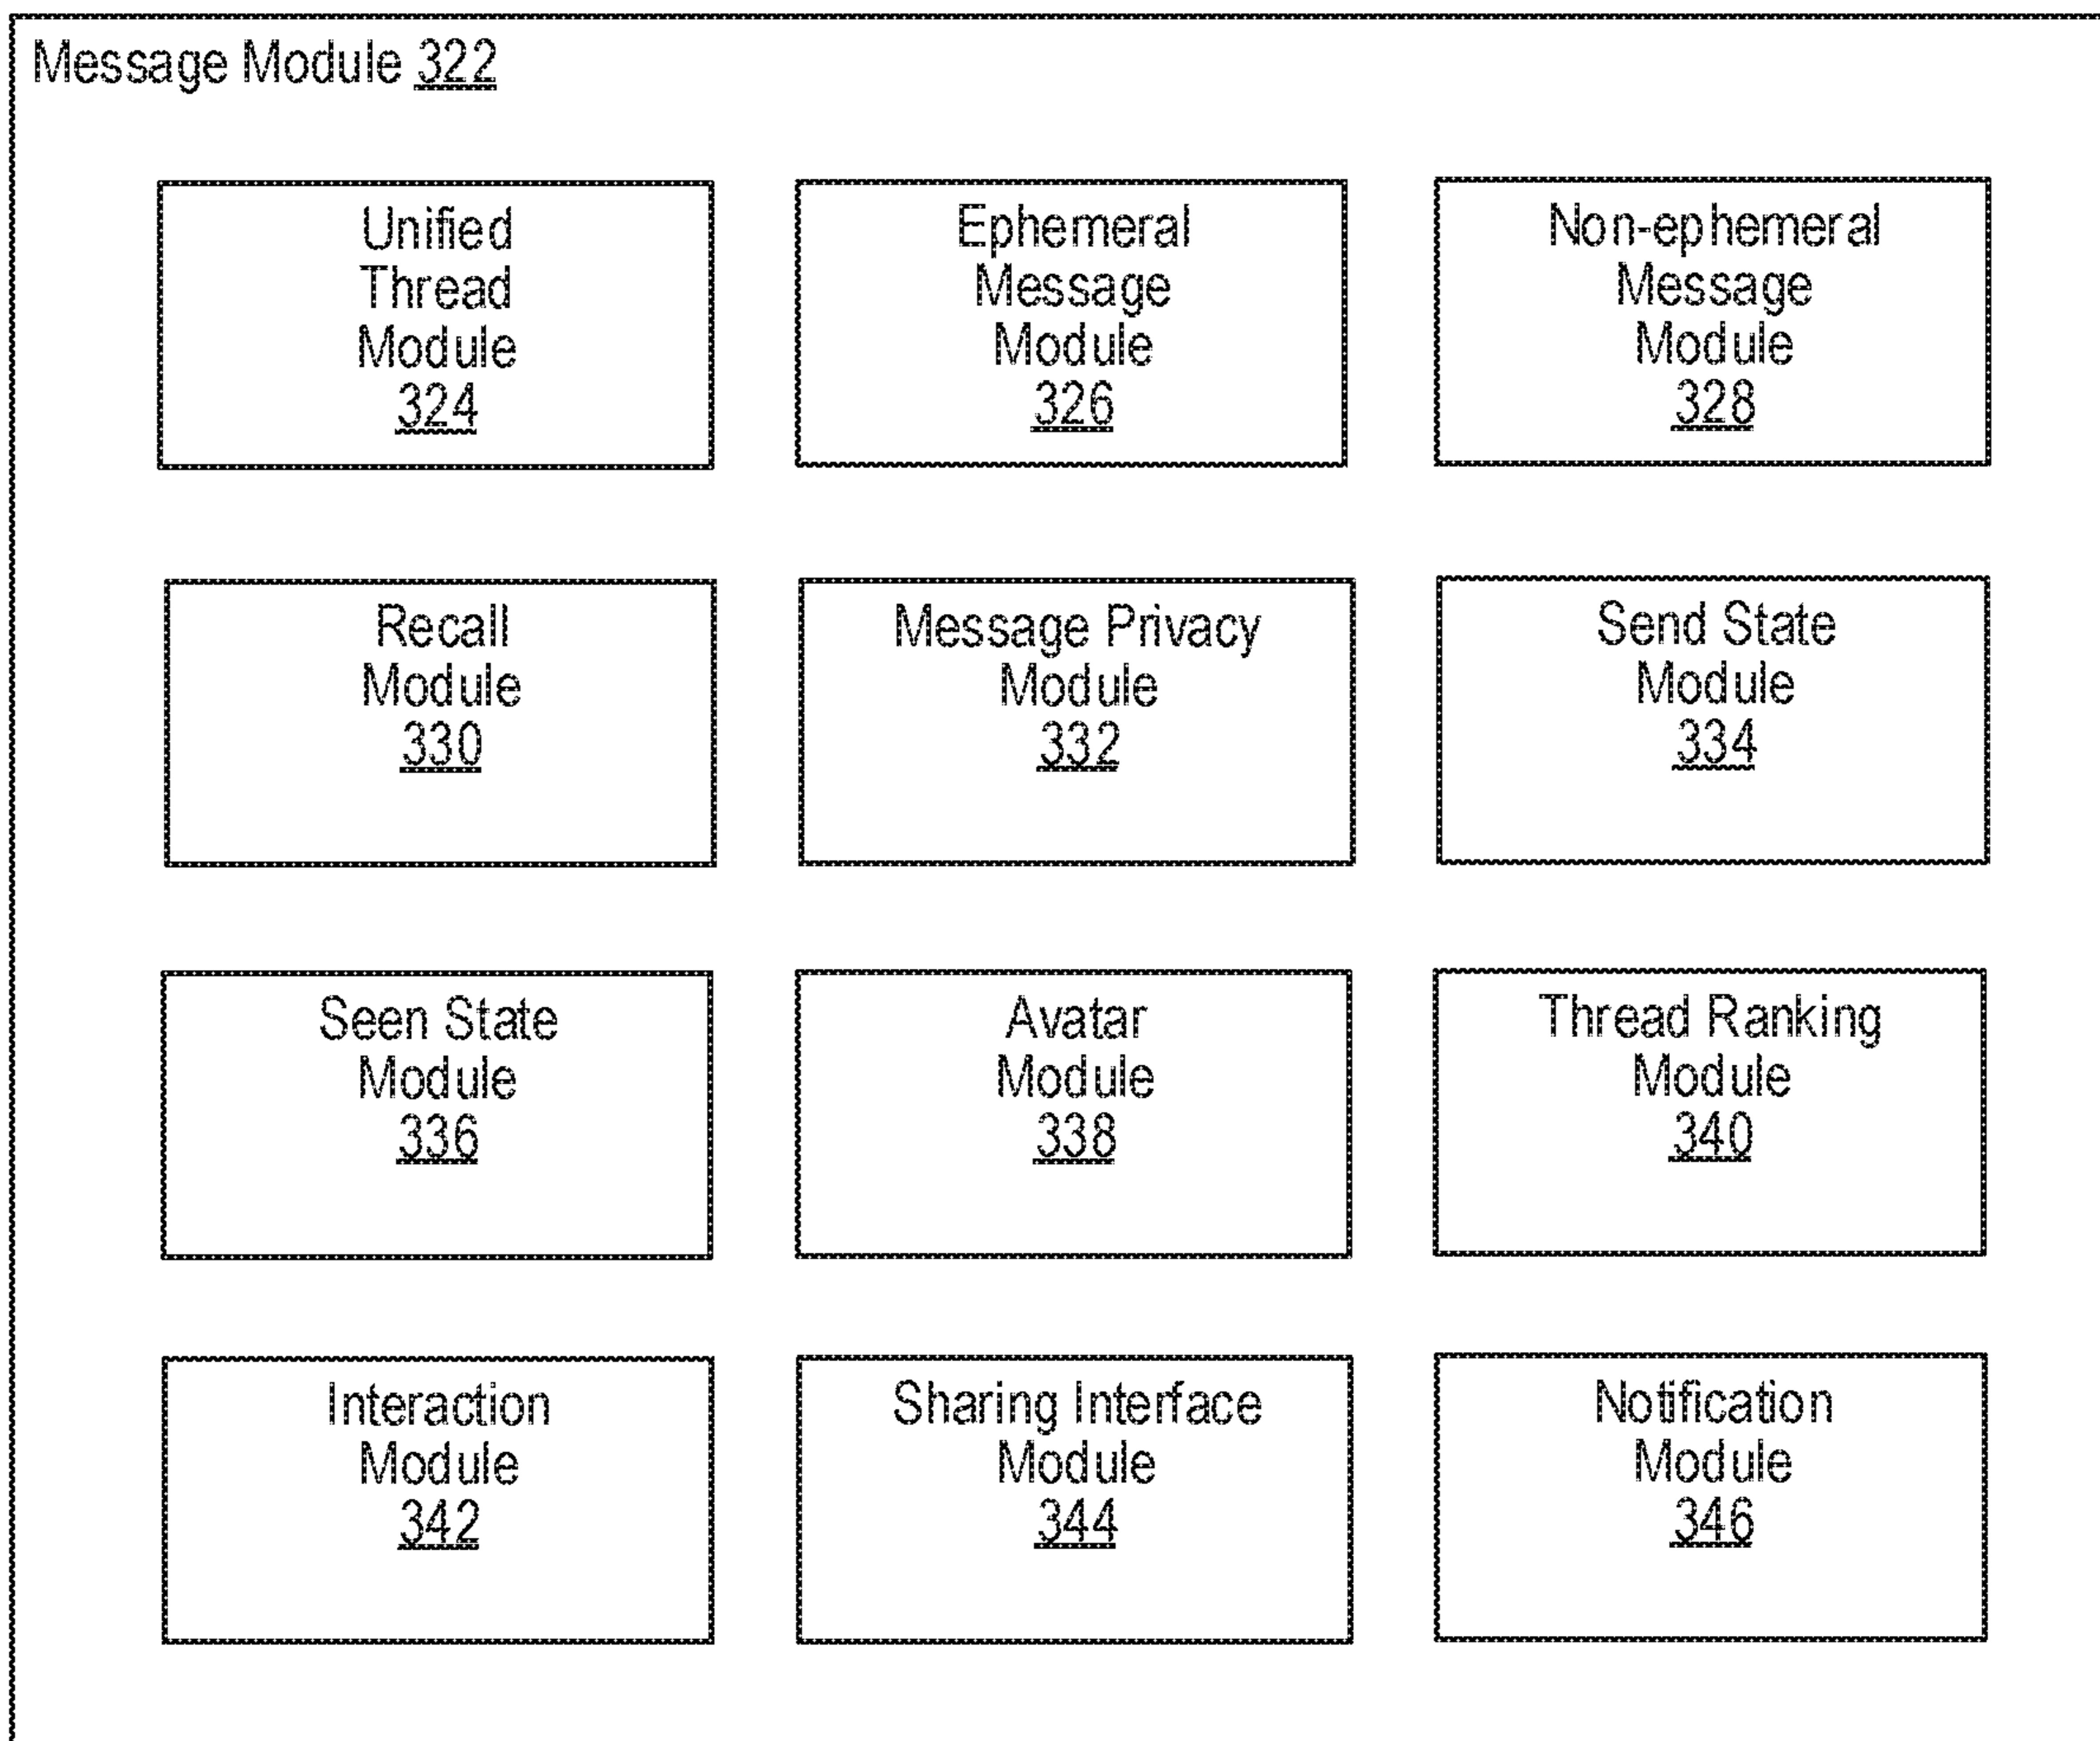 Message Module 322
Unified
Thread
Module
324
Ephemeral
Message
Module
326
Non-ephemeral
Message
Module
328
Recall
Module
330
Message Privacy
Module
332
Send State
Module
334
Seen State
Module
336
Avatar
Module
338
Thread Ranking
Module
340
Interaction
Module
342
Sharing Interface
Module
344
Notification
Module
346